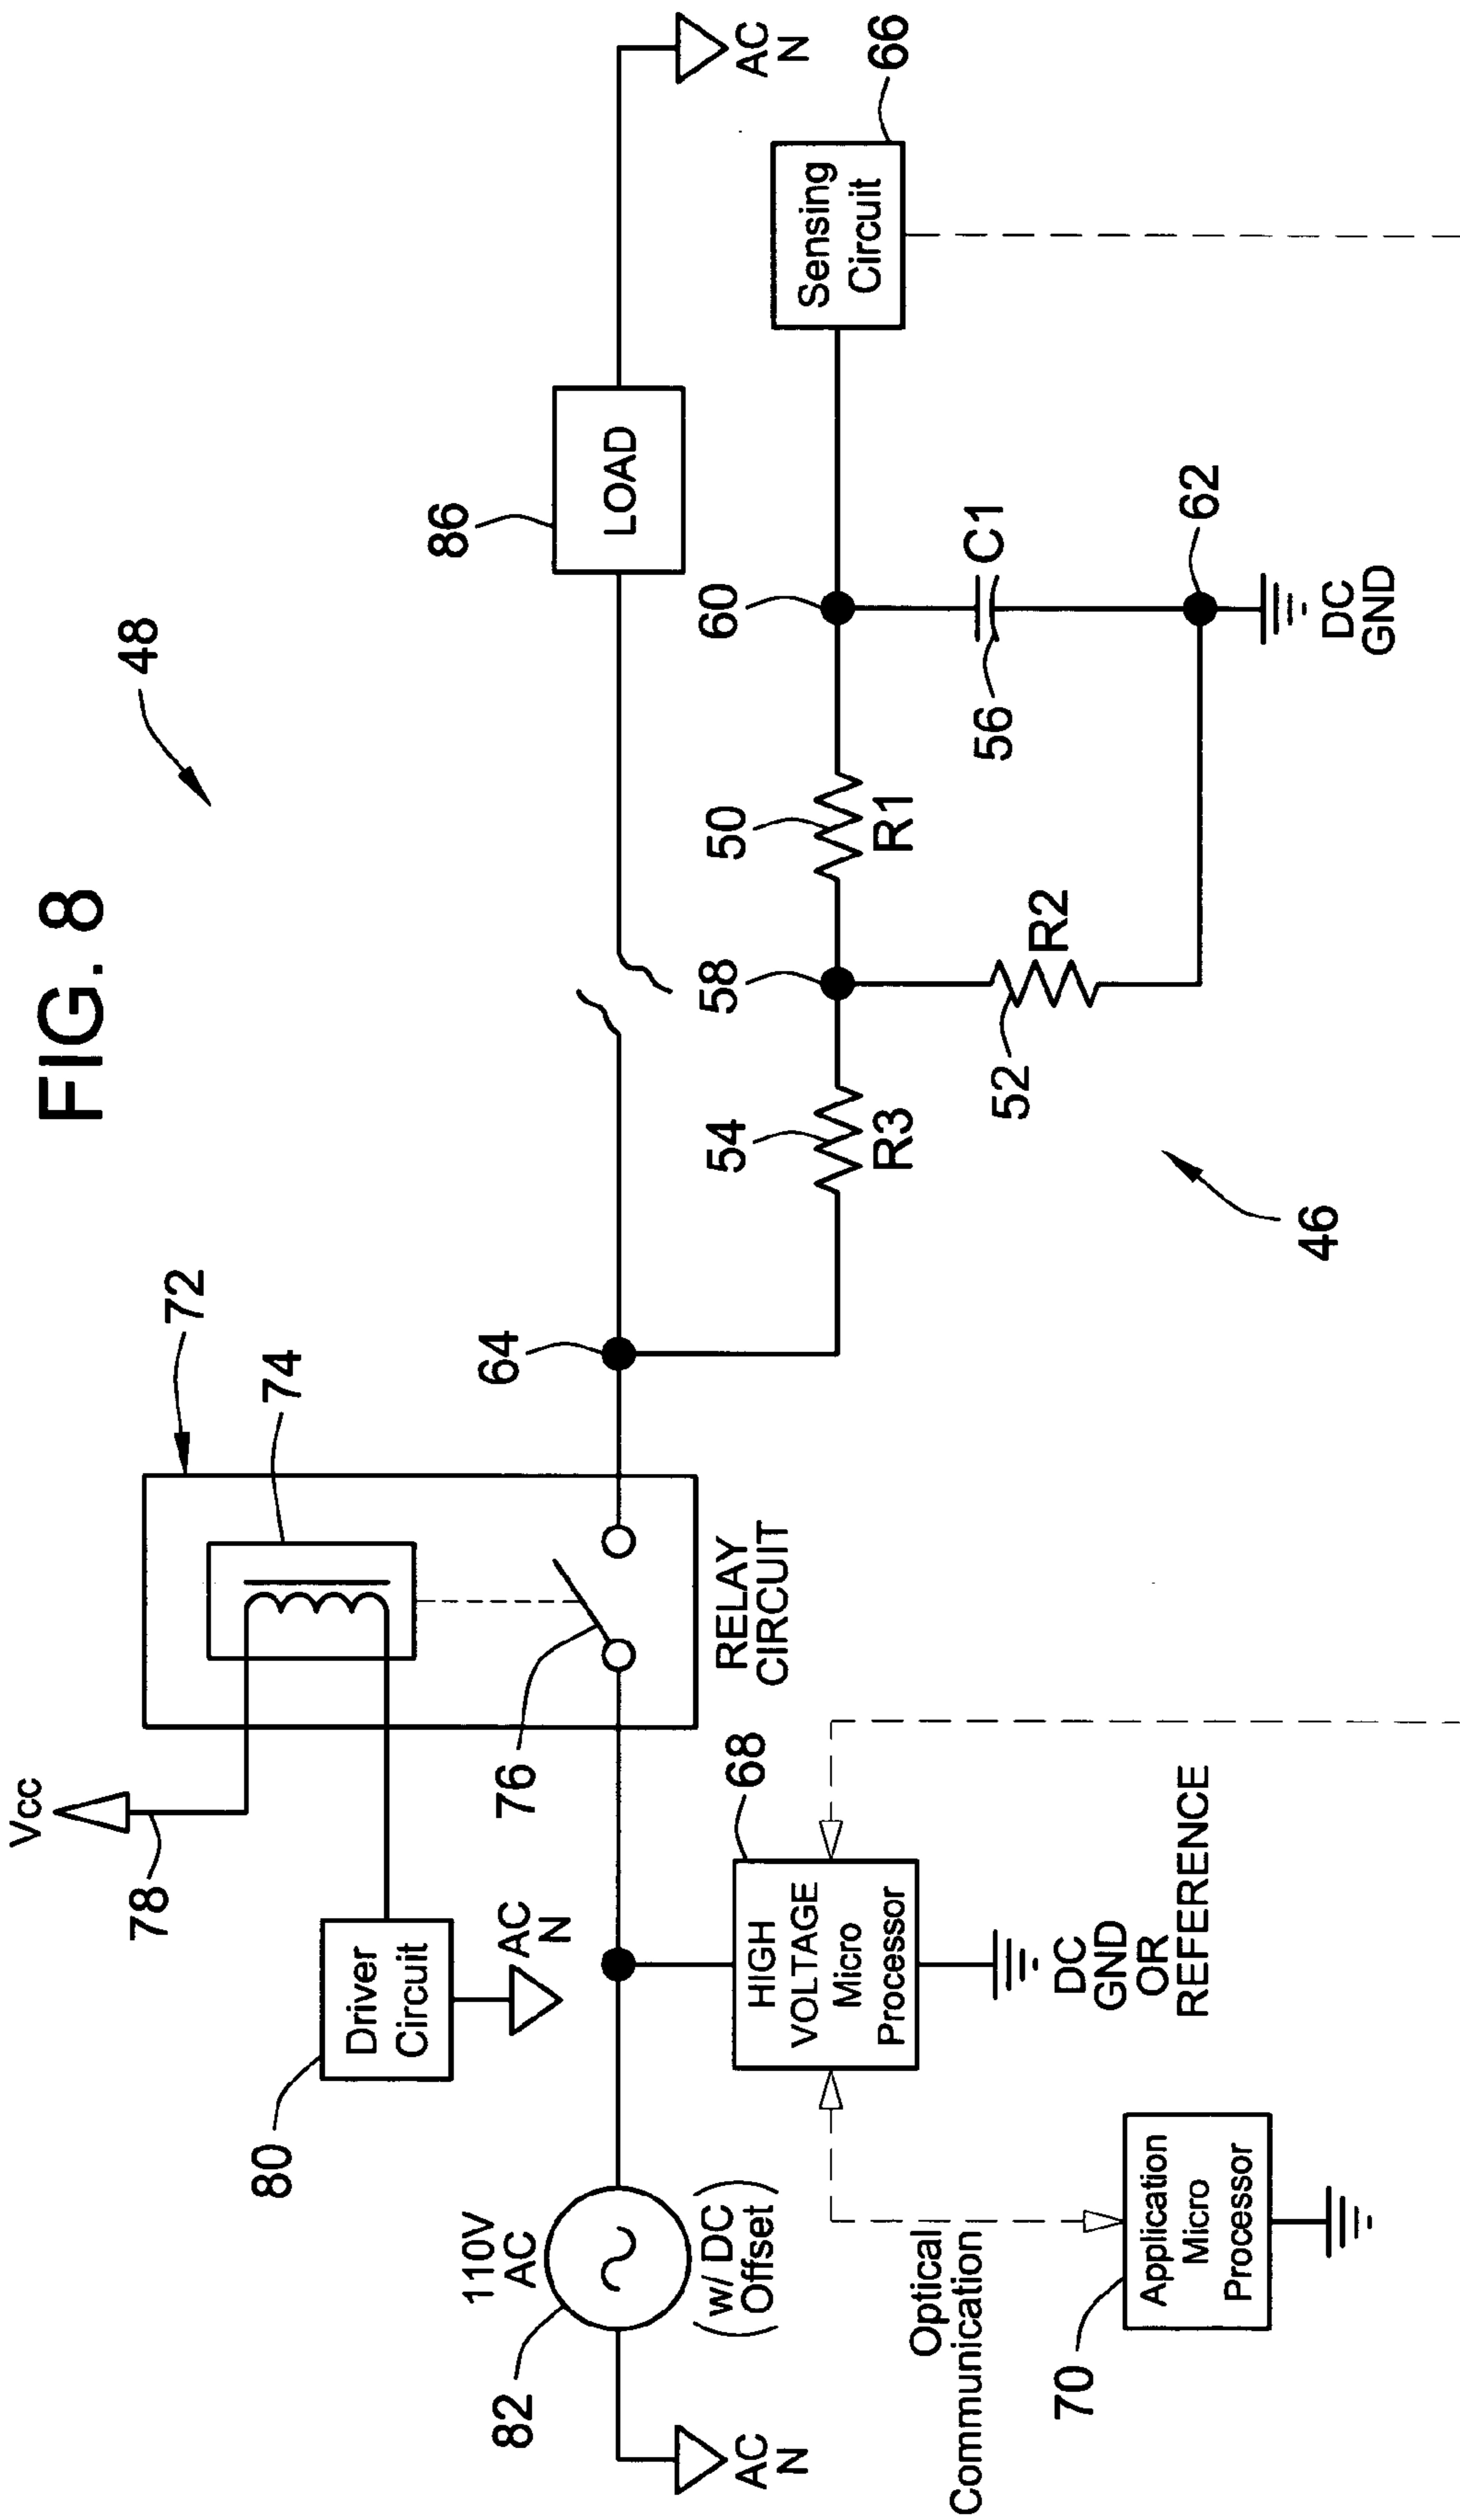 FIG. 8
48
Vcc
78
72
74
80
Driver
Circuit
AC
N
76
RELAY
CIRCUIT
64
86
LOAD
AC
N
110V
AC
82
(w/ DC)
(Offset)
AC
N
68
HIGH
VOLTAGE
Micro
Processor
DC
GND
OR
REFERENCE
Optical
Communication
70
Application
Micro
Processor
54
R3
58
50
R1
60
52
R2
56
C1
62
DC
GND
Sensing
Circuit
66
46